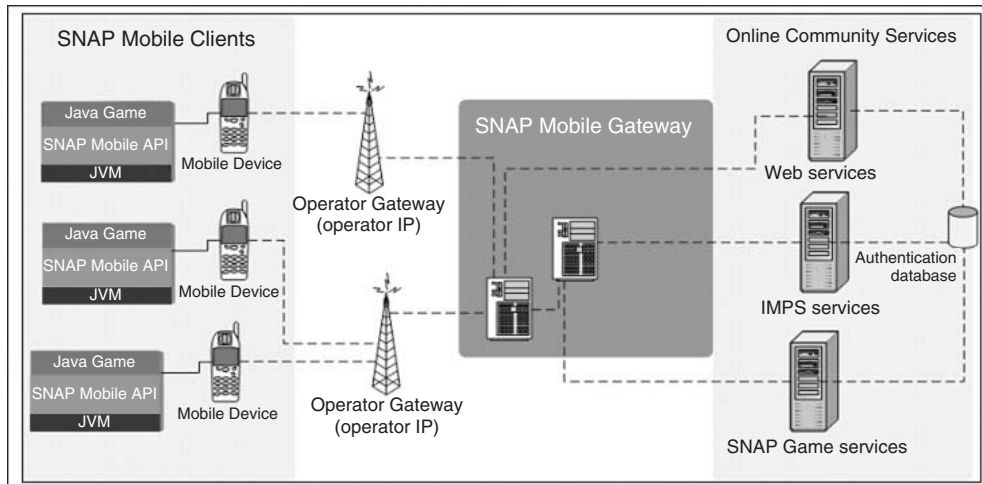 SNAP Mobile Clients
Java Game
SNAP Mobile API
JVM
Mobile Device
Java Game
SNAP Mobile API
JVM
Mobile Device
Java Game
SNAP Mobile API
JVM
Mobile Device
Operator Gateway
(operator IP)
Operator Gateway
(operator IP)
SNAP Mobile Gateway
Online Community Services
Web services
IMPS services
Authentication
database
SNAP Game services